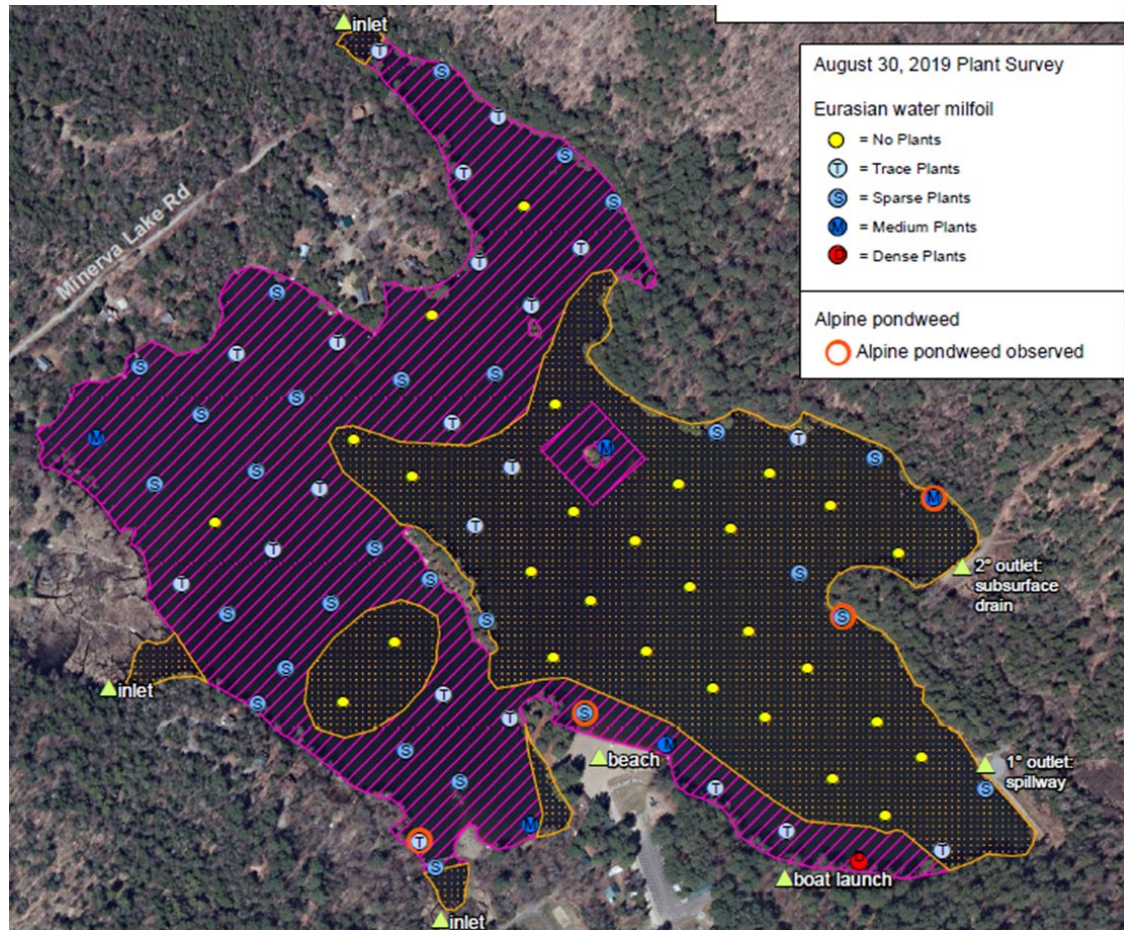 inlet
August 30, 2019 Plant Survey
Eurasian water milfoil
= No Plants
T = Trace Plants
S = Sparse Plants
M = Medium Plants
D = Dense Plants
Alpine pondweed
Alpine pondweed observed
Minerva Lake Rd
T
S
T
S
T
S
T
T
S
T
T
S
T
S
S
S
S
T
M
M
S
T
S
S
T
S
T
M
T
T
S
S
T
S
S
S
S
S
2° outlet:
subsurface
drain
S
S
inlet
T
T
S
M
beach
1° outlet:
spillway
S
S
S
T
M
T
T
T
S
D
boat launch
inlet